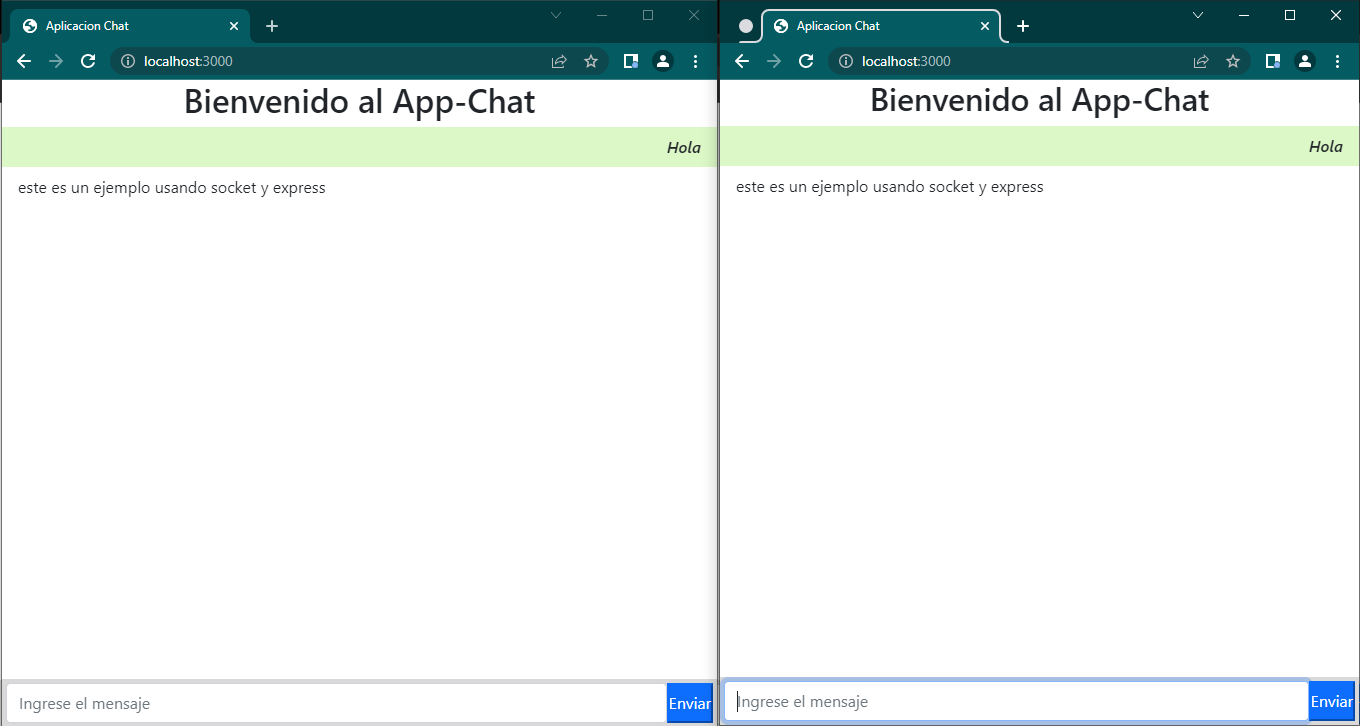 Aplicacion Chat
localhost:3000
Bienvenido al App-Chat
Hola
este es un ejemplo usando socket y express
Ingrese el mensaje
Enviar
Aplicacion Chat
localhost:3000
Bienvenido al App-Chat
Hola
este es un ejemplo usando socket y express
Ingrese el mensaje
Enviar